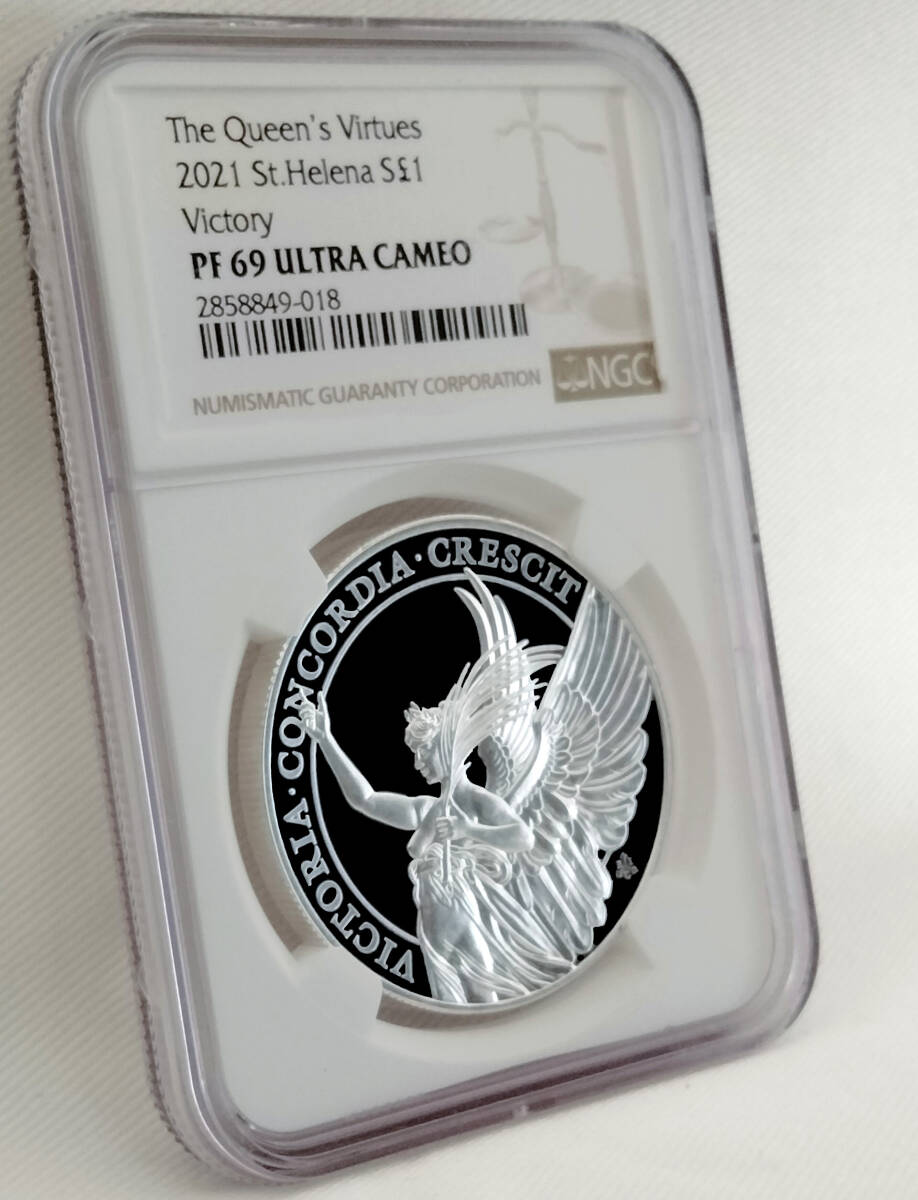 The Queen's Virtues
2021 St.Helena S£1
Victory
PF 69 ULTRA CAMEO
2858849-018
NUMISMATIC GUARANTY CORPORATION
NGC
VICTORIA·CONCORDIA·CRESCIT